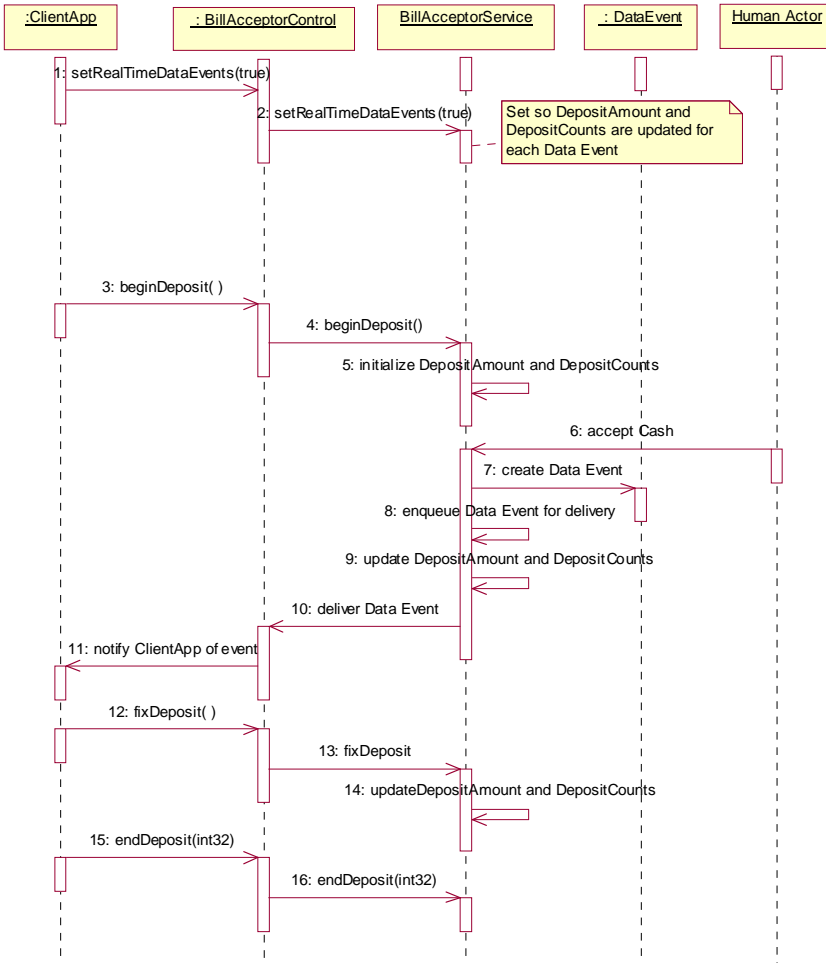 :ClientApp
: BillAcceptorControl
BillAcceptorService
: DataEvent
Human Actor
1: setRealTimeDataEvents(true)
2: setRealTimeDataEvents(true)
Set so DepositAmount and
DepositCounts are updated for
each Data Event
3: beginDeposit( )
4: beginDeposit()
5: initialize DepositAmount and DepositCounts
6: accept Cash
7: create Data Event
8: enqueue Data Event for delivery
9: update DepositAmount and DepositCounts
10: deliver Data Event
11: notify ClientApp of event
12: fixDeposit( )
13: fixDeposit
14: updateDepositAmount and DepositCounts
15: endDeposit(int32)
16: endDeposit(int32)